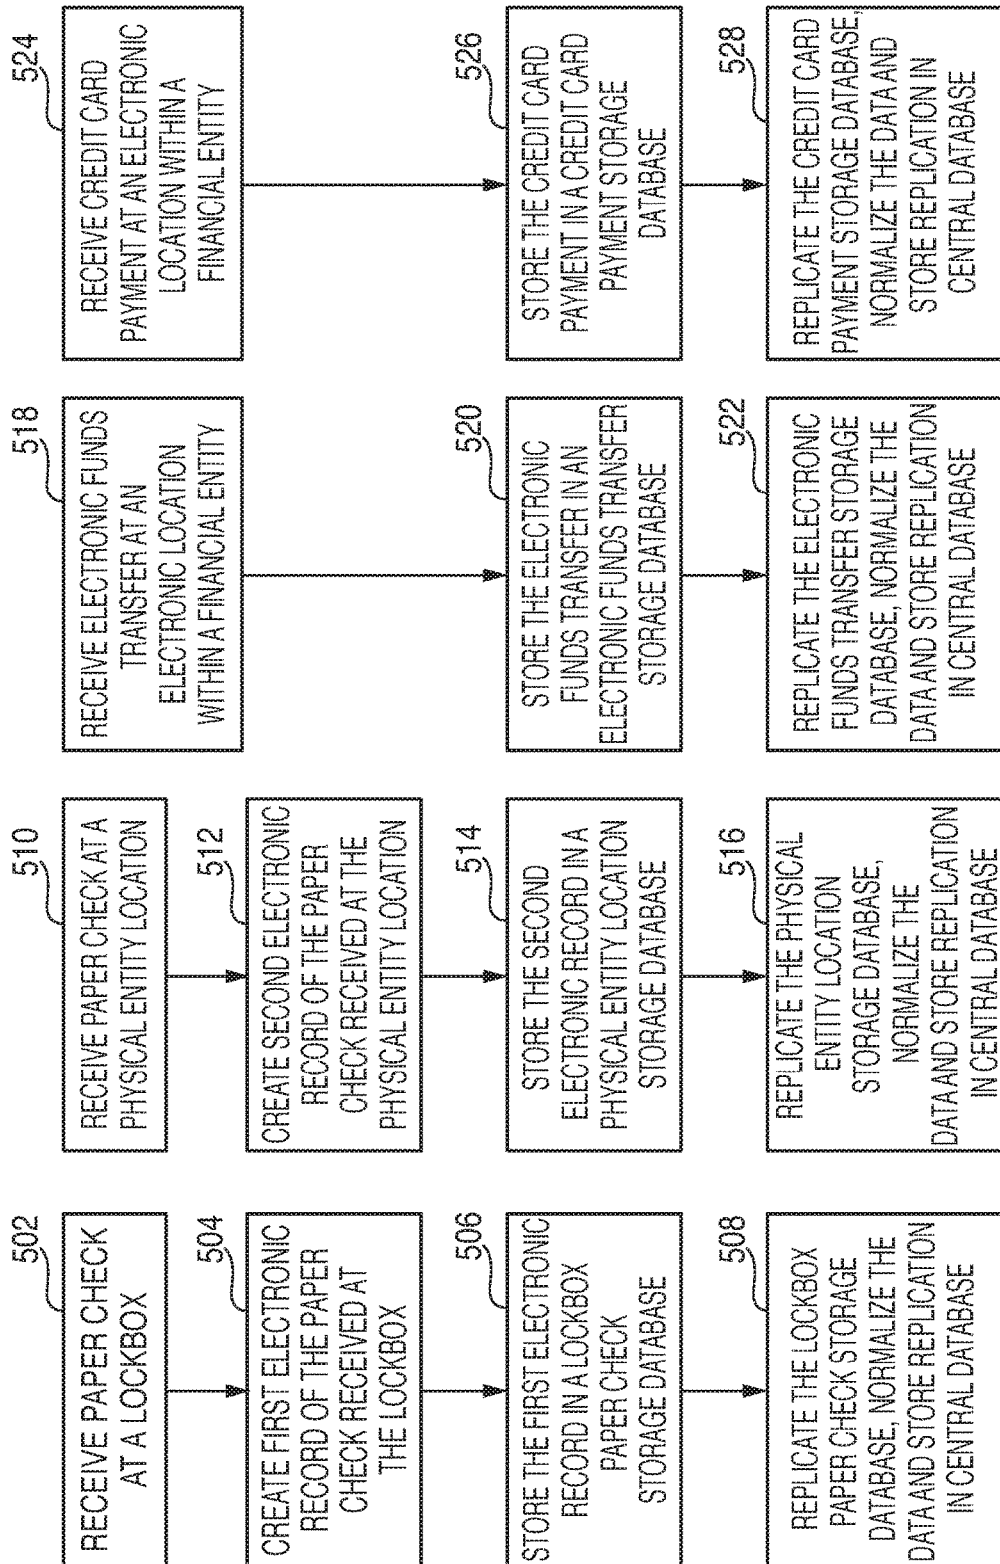 502
RECEIVE PAPER CHECK
AT A LOCKBOX
504
CREATE FIRST ELECTRONIC
RECORD OF THE PAPER
CHECK RECEIVED AT
THE LOCKBOX
506
STORE THE FIRST ELECTRONIC
RECORD IN A LOCKBOX
PAPER CHECK
STORAGE DATABASE
508
REPLICATE THE LOCKBOX
PAPER CHECK STORAGE
DATABASE, NORMALIZE THE
DATA AND STORE REPLICATION
IN CENTRAL DATABASE
510
RECEIVE PAPER CHECK AT A
PHYSICAL ENTITY LOCATION
512
CREATE SECOND ELECTRONIC
RECORD OF THE PAPER
CHECK RECEIVED AT THE
PHYSICAL ENTITY LOCATION
514
STORE THE SECOND
ELECTRONIC RECORD IN A
PHYSICAL ENTITY LOCATION
STORAGE DATABASE
516
REPLICATE THE PHYSICAL
ENTITY LOCATION
STORAGE DATABASE,
NORMALIZE THE
DATA AND STORE REPLICATION
IN CENTRAL DATABASE
518
RECEIVE ELECTRONIC FUNDS
TRANSFER AT AN
ELECTRONIC LOCATION
WITHIN A FINANCIAL ENTITY
520
STORE THE ELECTRONIC
FUNDS TRANSFER IN AN
ELECTRONIC FUNDS TRANSFER
STORAGE DATABASE
522
REPLICATE THE ELECTRONIC
FUNDS TRANSFER STORAGE
DATABASE, NORMALIZE THE
DATA AND STORE REPLICATION
IN CENTRAL DATABASE
524
RECEIVE CREDIT CARD
PAYMENT AT AN ELECTRONIC
LOCATION WITHIN A
FINANCIAL ENTITY
526
STORE THE CREDIT CARD
PAYMENT IN A CREDIT CARD
PAYMENT STORAGE
DATABASE
528
REPLICATE THE CREDIT CARD
PAYMENT STORAGE DATABASE,
NORMALIZE THE DATA AND
STORE REPLICATION IN
CENTRAL DATABASE